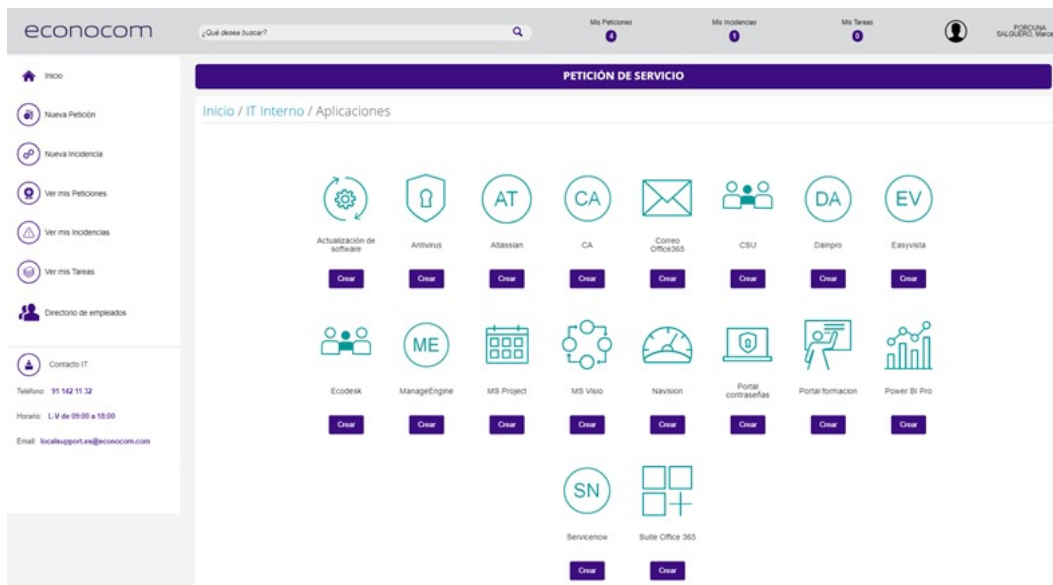 econocom
¿Qué desea buscar?
Mis Peticiones
4
Mis Incidencias
1
Mis Tareas
0
PORCUNA
SALGUERO, Marce
Inicio
Nueva Petición
Nueva Incidencia
Ver mis Peticiones
Ver mis Incidencias
Ver mis Tareas
Directorio de empleados
Contacto IT
Teléfono: 91 142 11 32
Horario: L-V de 09:00 a 18:00
Email: localsupport.es@econocom.com
PETICIÓN DE SERVICIO
Inicio / IT Interno / Aplicaciones
AT
CA
DA
EV
Actualización de
software
Antivirus
Atlassian
CA
Correo
Office365
CSU
Dainpro
Easyvista
Crear
Crear
Crear
Crear
Crear
Crear
Crear
Crear
ME
Ecodesk
ManageEngine
MS Project
MS Visio
Navision
Portal
contraseñas
Portal formacion
Power BI Pro
Crear
Crear
Crear
Crear
Crear
Crear
Crear
Crear
SN
Servicenow
Suite Office 365
Crear
Crear